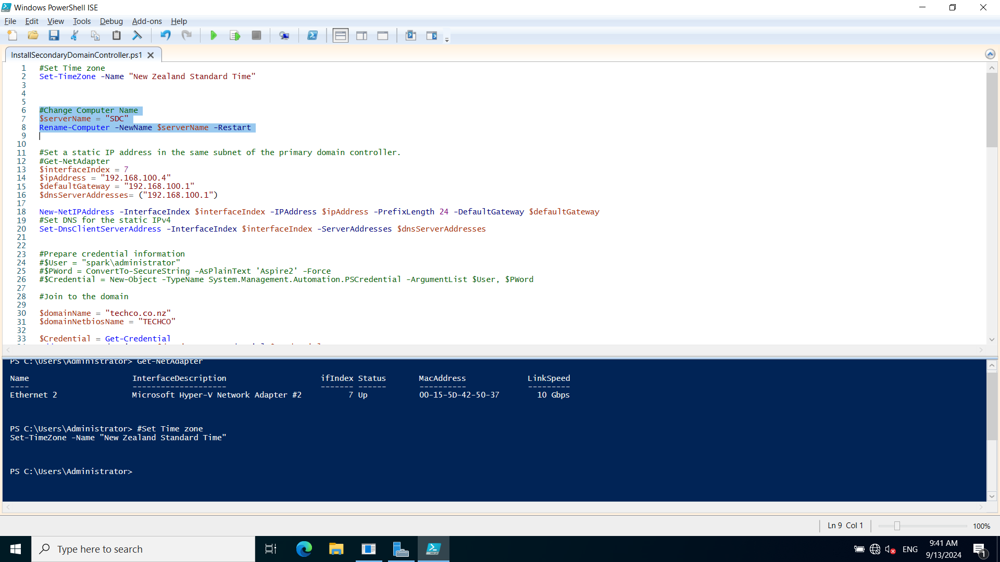 Windows PowerShell ISE
File Edit View Tools Debug Add-ons Help
InstallSecondaryDomainController.ps1
1 #Set Time zone
2 Set-TimeZone -Name "New Zealand Standard Time"
3
4
5
6 #Change Computer Name
7 $serverName = "SDC"
8 Rename-Computer -NewName $serverName -Restart
9
10
11 #Set a static IP address in the same subnet of the primary domain controller.
12 #Get-NetAdapter
13 $interfaceIndex = 7
14 $ipAddress = "192.168.100.4"
15 $defaultGateway = "192.168.100.1"
16 $dnsServerAddresses= ("192.168.100.1")
17
18 New-NetIPAddress -InterfaceIndex $interfaceIndex -IPAddress $ipAddress -PrefixLength 24 -DefaultGateway $defaultGateway
19 #Set DNS for the static IPv4
20 Set-DnsClientServerAddress -InterfaceIndex $interfaceIndex -ServerAddresses $dnsServerAddresses
21
22
23 #Prepare credential information
24 #$User = "spark\administrator"
25 #$PWord = ConvertTo-SecureString -AsPlainText 'Aspire2' -Force
26 #$Credential = New-Object -TypeName System.Management.Automation.PSCredential -ArgumentList $User, $PWord
27
28 #Join to the domain
29
30 $domainName = "techco.co.nz"
31 $domainNetbiosName = "TECHCO"
32
33 $Credential = Get-Credential
PS C:\Users\Administrator> Get-NetAdapter
Name InterfaceDescription ifIndex Status MacAddress LinkSpeed
---- -------------------- ------- ------ ---------- ---------
Ethernet 2 Microsoft Hyper-V Network Adapter #2 7 Up 00-15-5D-42-50-37 10 Gbps
PS C:\Users\Administrator> #Set Time zone
Set-TimeZone -Name "New Zealand Standard Time"
PS C:\Users\Administrator>
Ln 9 Col 1 100%
Type here to search
ENG
9:41 AM
9/13/2024
1